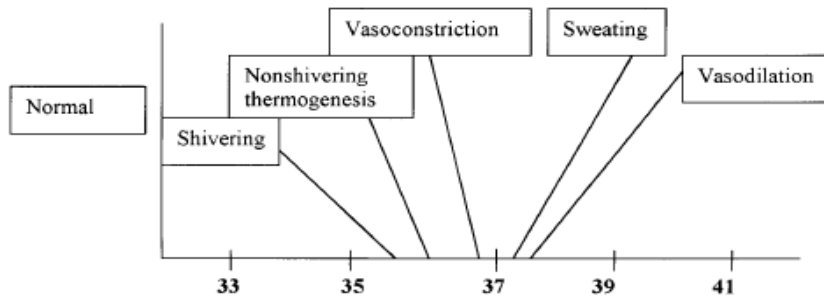 Vasoconstriction
Sweating
Nonshivering
thermogenesis
Vasodilation
Normal
Shivering
33
35
37
39
41